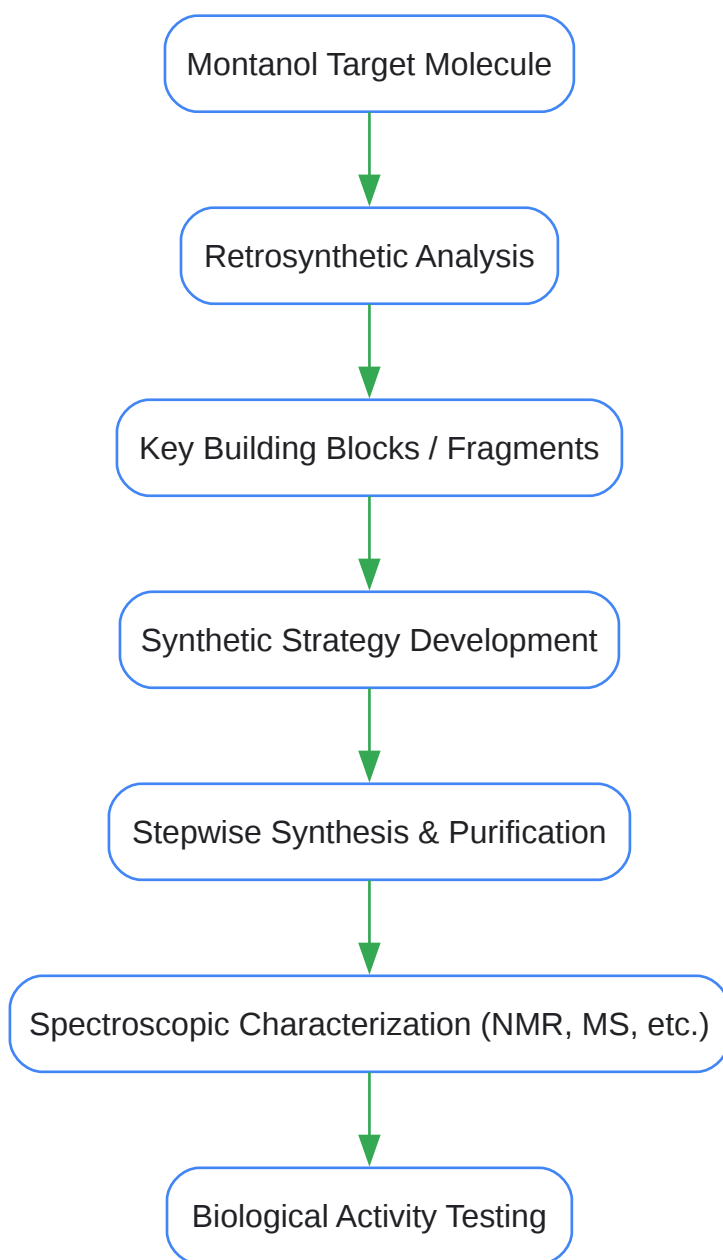 Montanol Target Molecule
Retrosynthetic Analysis
Key Building Blocks / Fragments
Synthetic Strategy Development
Stepwise Synthesis & Purification
Spectroscopic Characterization (NMR, MS, etc.)
Biological Activity Testing